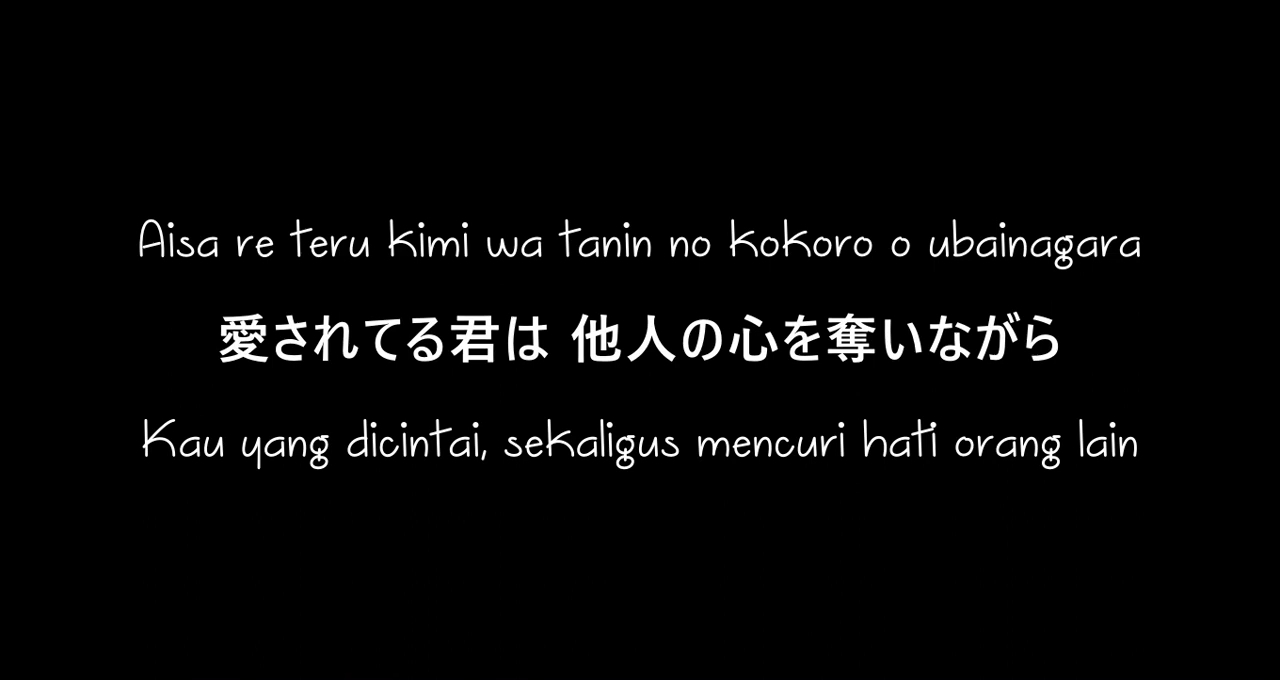 Aisa re teru kimi wa tanin no kokoro o ubainagara
愛されてる君は 他人の心を奪いながら
Kau yang dicintai, sekaligus mencuri hati orang lain